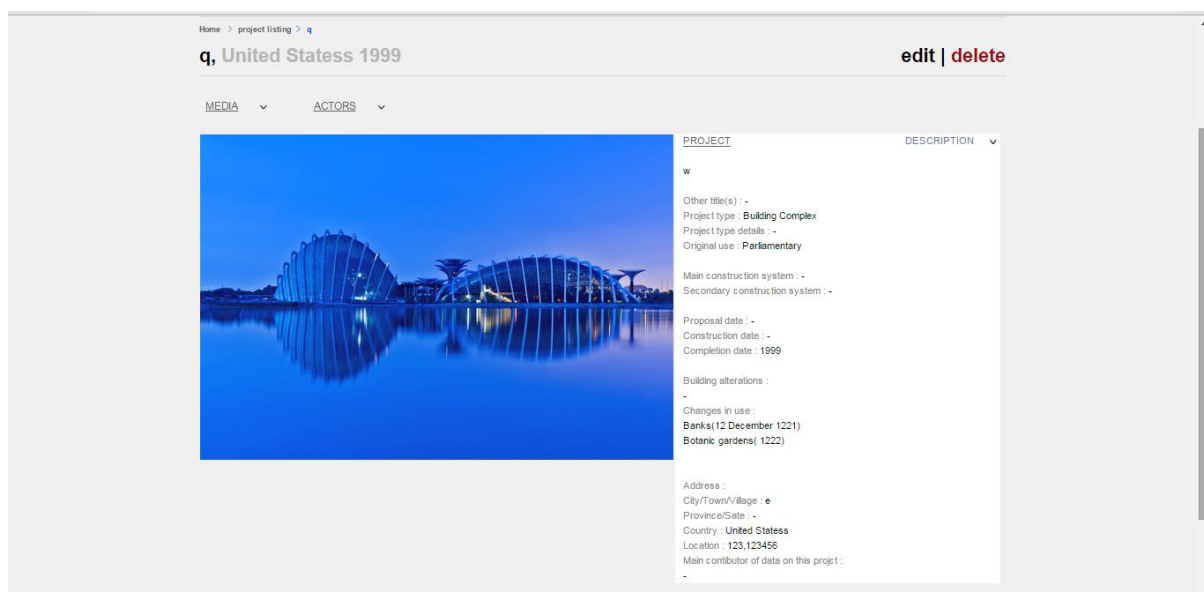 Home > project listing > q
q, United Statess 1999
edit | delete
MEDIA
ACTORS
PROJECT
DESCRIPTION
w
Other title(s) : -
Project type : Building Complex
Project type details : -
Original use : Parliamentary
Main construction system : -
Secondary construction system : -
Proposal date : -
Construction date : -
Completion date : 1999
Building alterations :
-
Changes in use :
Banks(12 December 1221)
Botanic gardens( 1222)
Address :
City/Town/Village : e
Province/Sate : -
Country : United Statess
Location : 123,123456
Main contibutor of data on this projct :
-